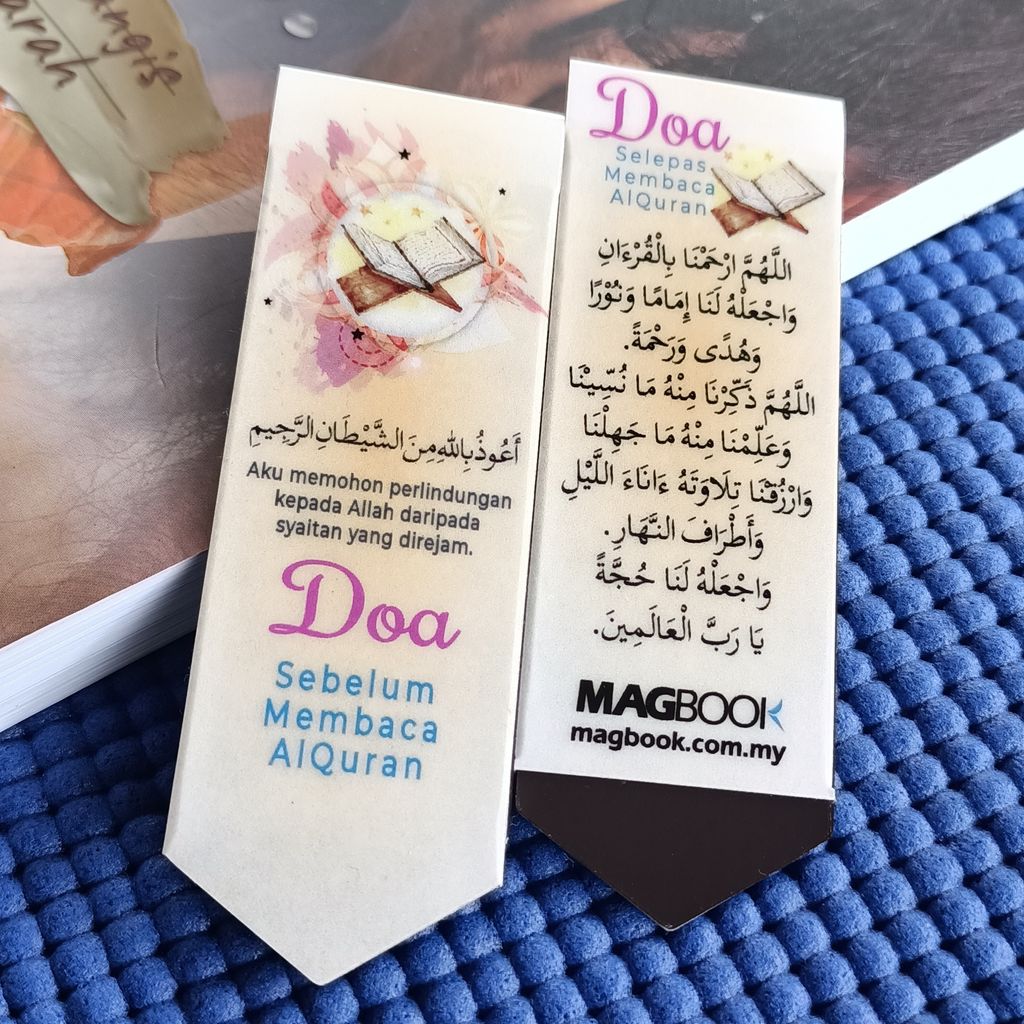 angis
arah
أَعُوذُ بِاللهِ مِنَ الشَّيْطَانِ الرَّجِيمِ
Aku memohon perlindungan
kepada Allah daripada
syaitan yang direjam.
Doa
Sebelum
Membaca
AlQuran
Doa
Selepas
Membaca
AlQuran
اللَّهُمَّ ارْحَمْنَا بِالْقُرْءَانِ
وَاجْعَلْهُ لَنَا إِمَامًا وَنُوْرًا
وَهُدًى وَرَحْمَةً.
اللَّهُمَّ ذَكِّرْنَا مِنْهُ مَا نُسِّيْنَا
وَعَلِّمْنَا مِنْهُ مَا جَهِلْنَا
وَارْزُقْنَا تِلَاوَتَهُ ءَانَاءَ اللَّيْلِ
وَأَطْرَافَ النَّهَارِ.
وَاجْعَلْهُ لَنَا حُجَّةً
يَا رَبَّ الْعَالَمِينَ.
MAGBOOK
magbook.com.my